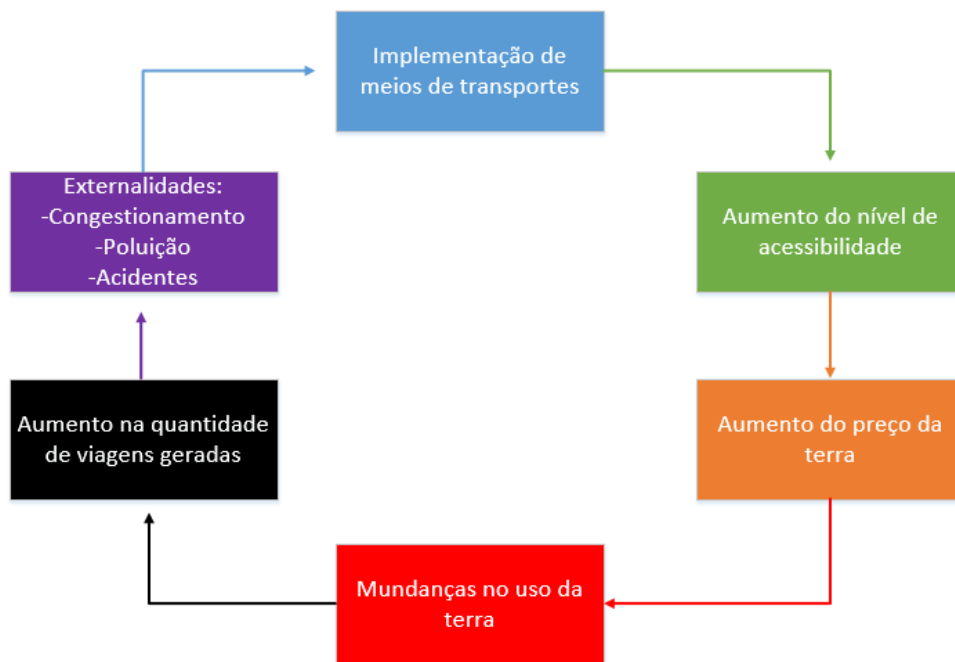 Implementação de
meios de transportes
Externalidades:
-Congestionamento
-Poluição
-Acidentes
Aumento do nível de
acessibilidade
Aumento na quantidade
de viagens geradas
Aumento do preço da
terra
Mundanças no uso da
terra